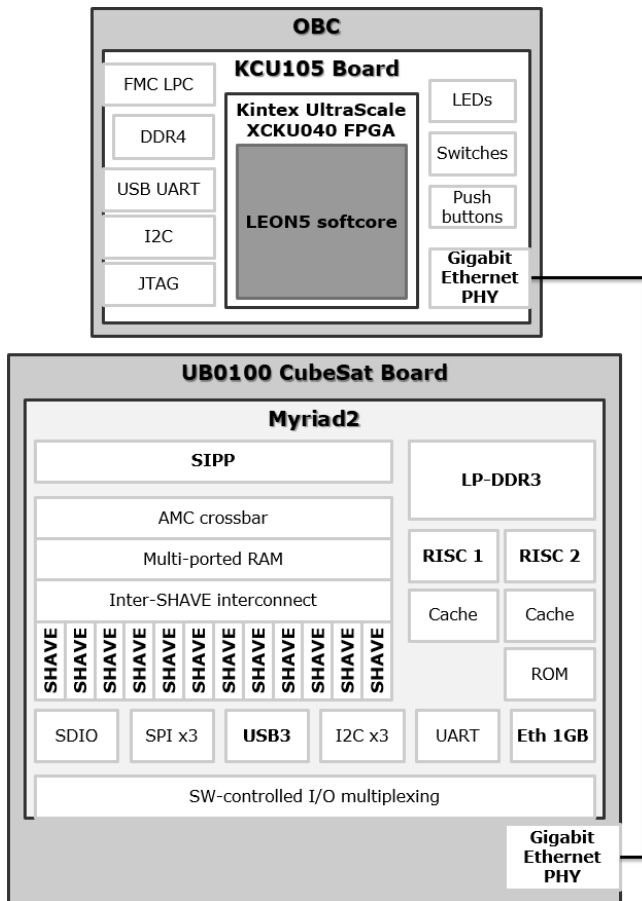 OBC
KCU105 Board
FMC LPC
DDR4
USB UART
I2C
JTAG
Kintex UltraScale
XCKU040 FPGA
LEON5 softcore
LEDs
Switches
Push
buttons
Gigabit
Ethernet
PHY
UB0100 CubeSat Board
Myriad2
SIPP
LP-DDR3
AMC crossbar
Multi-ported RAM
Inter-SHAVE interconnect
SHAVE
SHAVE
SHAVE
SHAVE
SHAVE
SHAVE
SHAVE
SHAVE
SHAVE
SHAVE
SHAVE
SHAVE
RISC 1
RISC 2
Cache
Cache
ROM
SDIO
SPI x3
USB3
I2C x3
UART
Eth 1GB
SW-controlled I/O multiplexing
Gigabit
Ethernet
PHY